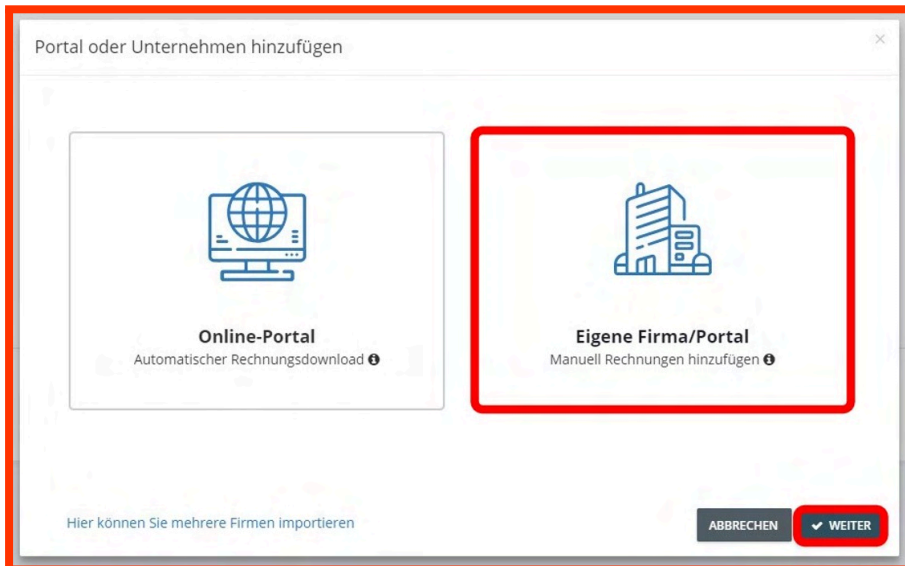 Portal oder Unternehmen hinzufügen
Online-Portal
Automatischer Rechnungsdownload
Eigene Firma/Portal
Manuell Rechnungen hinzufügen
Hier können Sie mehrere Firmen importieren
ABBRECHEN
WEITER